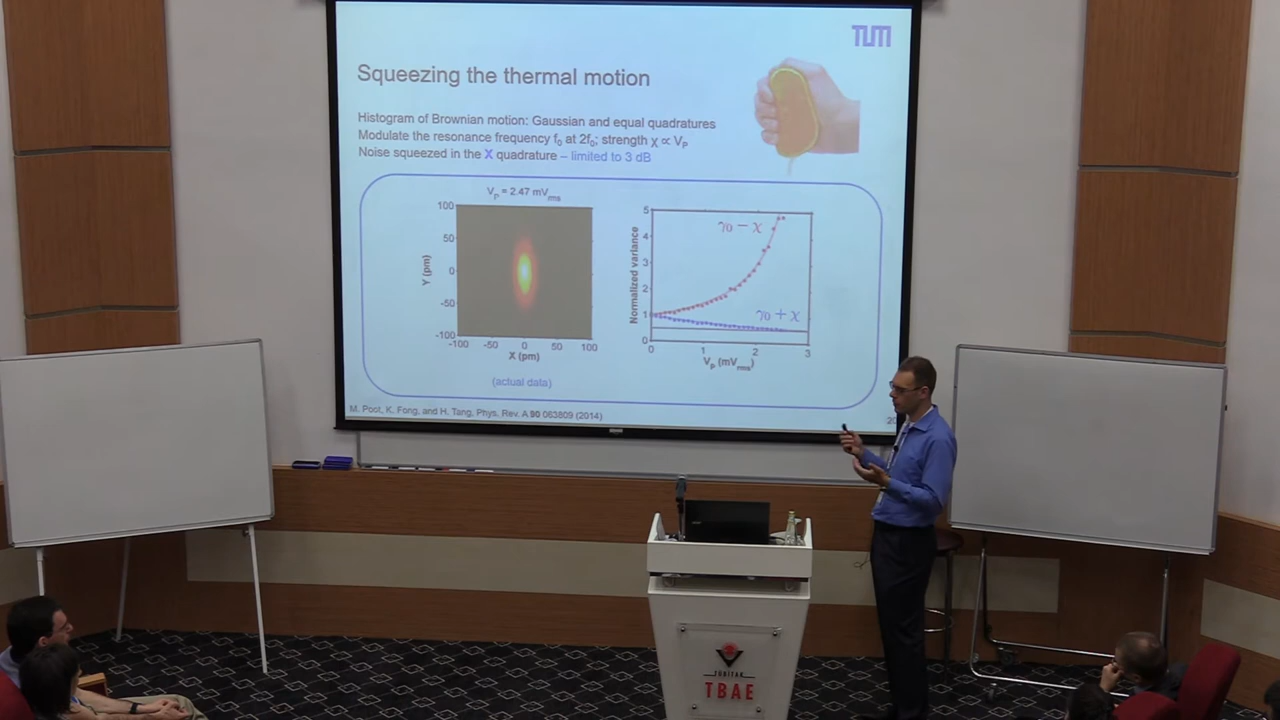 TUM
Squeezing the thermal motion
Histogram of Brownian motion: Gaussian and equal quadratures
Modulate the resonance frequency f₀ at 2f₀; strength χ ∝ Vₚ
Noise squeezed in the X quadrature – limited to 3 dB
Vₚ = 2.47 mVrms
100
50
0
-50
-100
Y (pm)
-100 -50 0 50 100
X (pm)
(actual data)
5
4
3
2
1
0
Normalized variance
γ₀ − χ
γ₀ + χ
0 1 2 3
Vₚ (mVrms)
M. Poot, K. Fong, and H. Tang, Phys. Rev. A 90 063809 (2014)
TÜBİTAK
TBAE